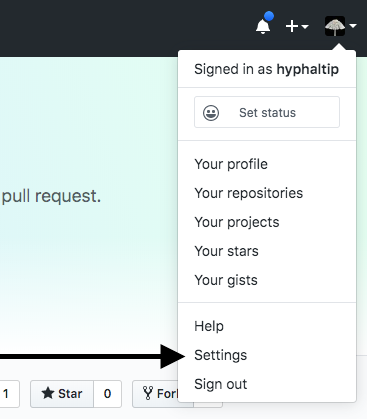 Signed in as hyphaltip
Set status
Your profile
Your repositories
pull request.
Your projects
Your stars
Your gists
Help
Settings
Sign out
1
Star
0